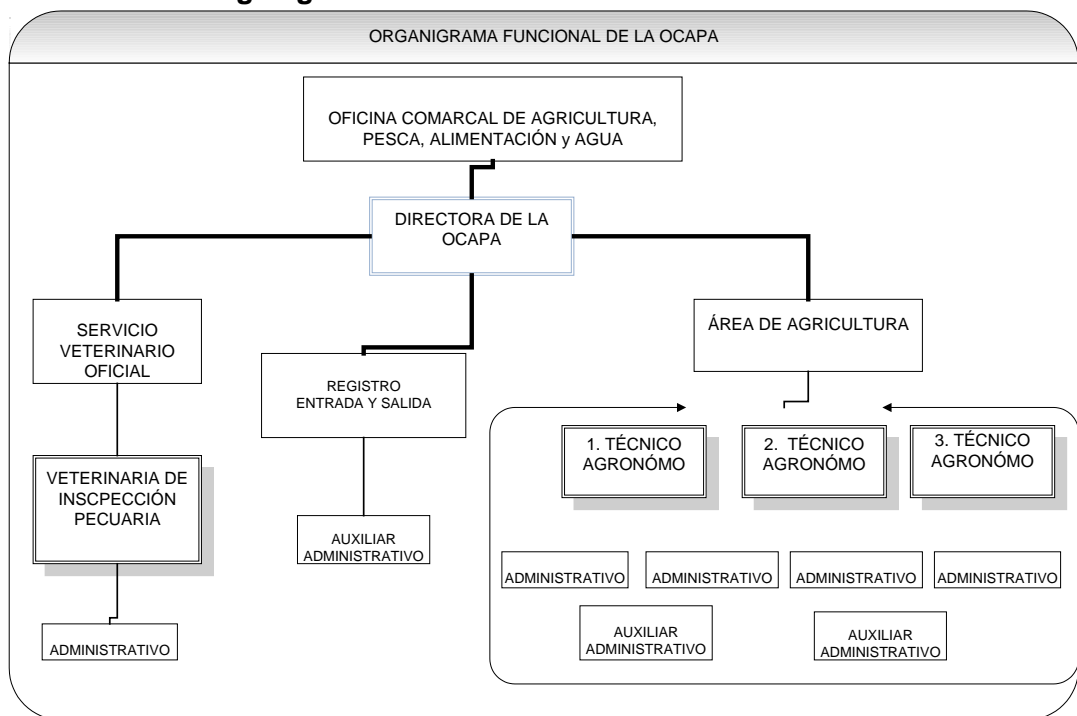 ORGANIGRAMA FUNCIONAL DE LA OCAPA
OFICINA COMARCAL DE AGRICULTURA,
PESCA, ALIMENTACIÓN y AGUA
DIRECTORA DE LA
OCAPA
SERVICIO
VETERINARIO
OFICIAL
REGISTRO
ENTRADA Y SALIDA
ÁREA DE AGRICULTURA
VETERINARIA DE
INSCPECCIÓN
PECUARIA
AUXILIAR
ADMINISTRATIVO
ADMINISTRATIVO
1. TÉCNICO
AGRONÓMO
2. TÉCNICO
AGRONÓMO
3. TÉCNICO
AGRONÓMO
ADMINISTRATIVO
ADMINISTRATIVO
ADMINISTRATIVO
ADMINISTRATIVO
AUXILIAR
ADMINISTRATIVO
AUXILIAR
ADMINISTRATIVO